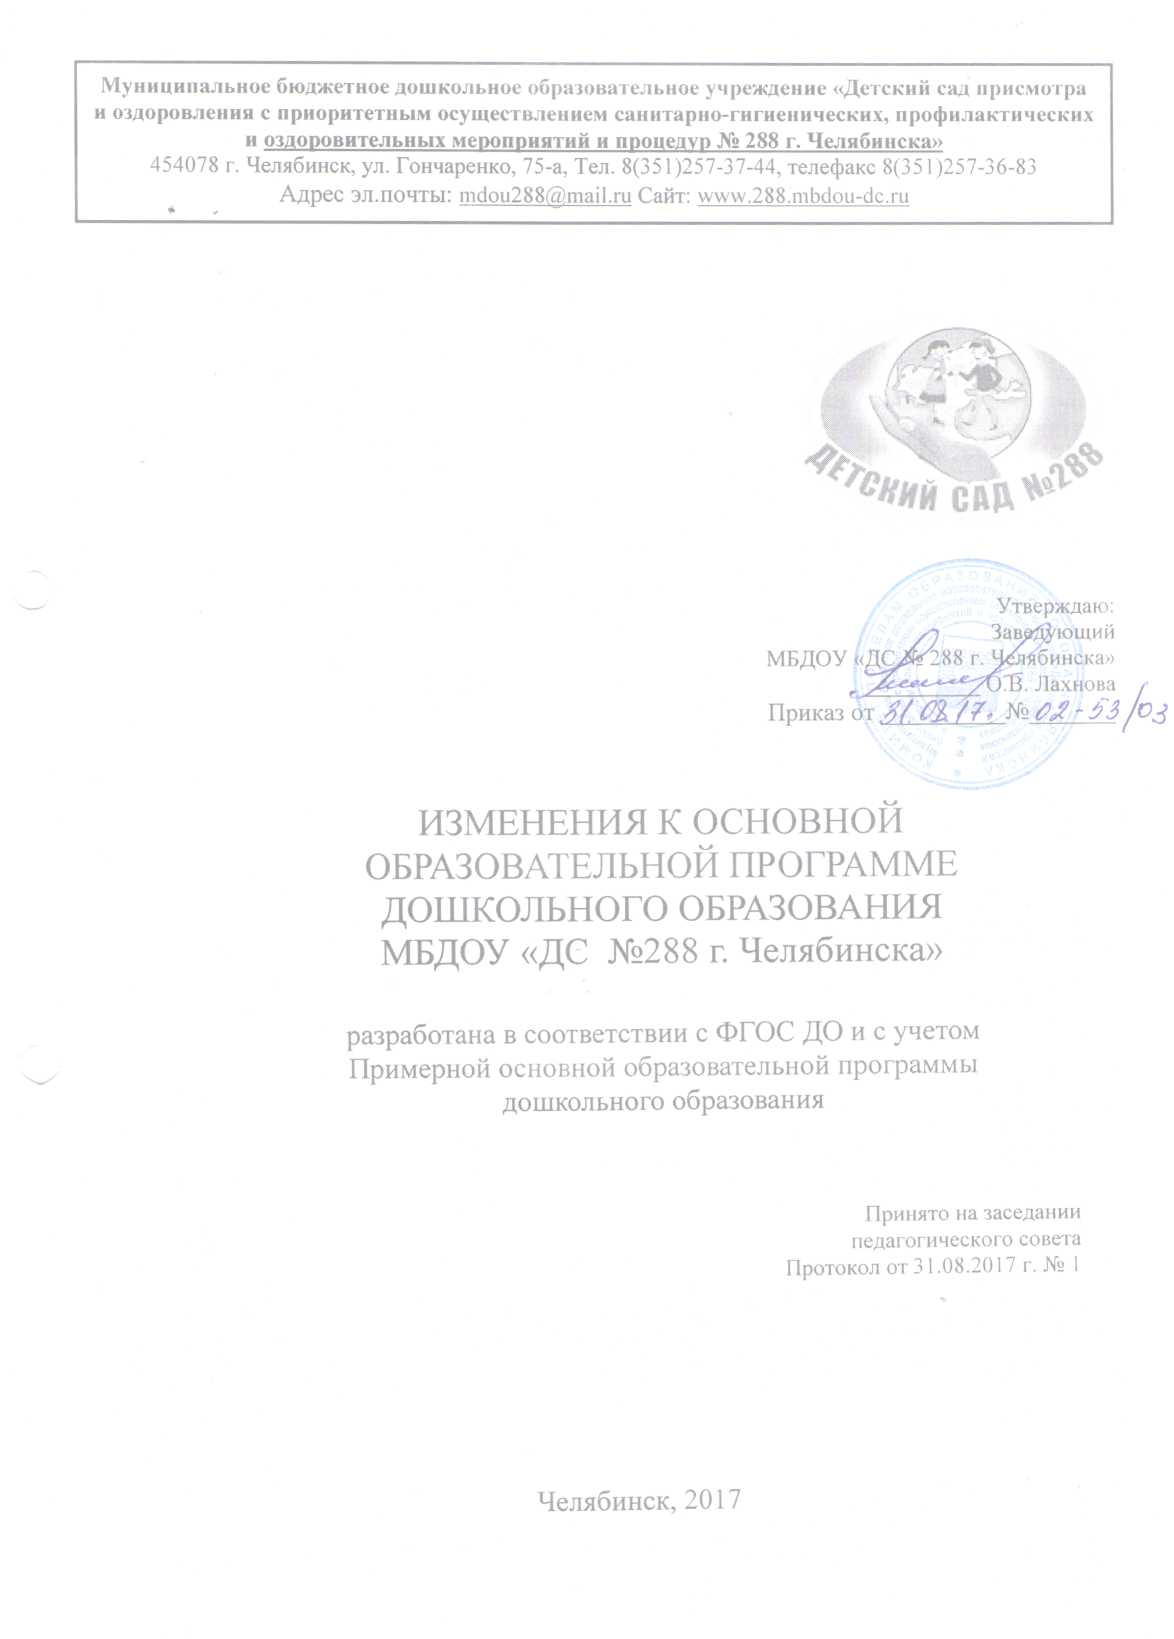 Муниципальное бюджетное дошкольное образовательное учреждение «Детский сад присмотра
и оздоровления с приоритетным осуществлением санитарно-гигиенических, профилактических
и оздоровительных мероприятий и процедур № 288 г. Челябинска»
454078 г. Челябинск, ул. Гончаренко, 75-а, Тел. 8(351)257-37-44, телефакс 8(351)257-36-83
Адрес эл.почты: mdou288@mail.ru Сайт: www.288.mbdou-dc.ru
ДЕТСКИЙ САД №288
Утверждаю:
Заведующий
МБДОУ «ДС № 288 г. Челябинска»
О.В. Лахнова
Приказ от 31.08.17. № 02-53/03
ИЗМЕНЕНИЯ К ОСНОВНОЙ
ОБРАЗОВАТЕЛЬНОЙ ПРОГРАММЕ
ДОШКОЛЬНОГО ОБРАЗОВАНИЯ
МБДОУ «ДС №288 г. Челябинска»
разработана в соответствии с ФГОС ДО и с учетом
Примерной основной образовательной программы
дошкольного образования
Принято на заседании
педагогического совета
Протокол от 31.08.2017 г. № 1
Челябинск, 2017